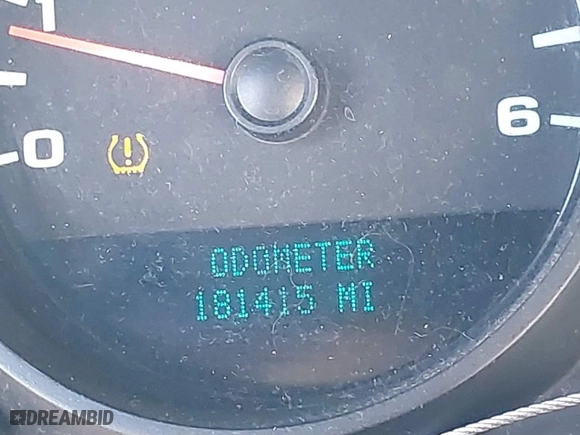 1
0
6
ODOMETER
181415 MI
DREAMBID